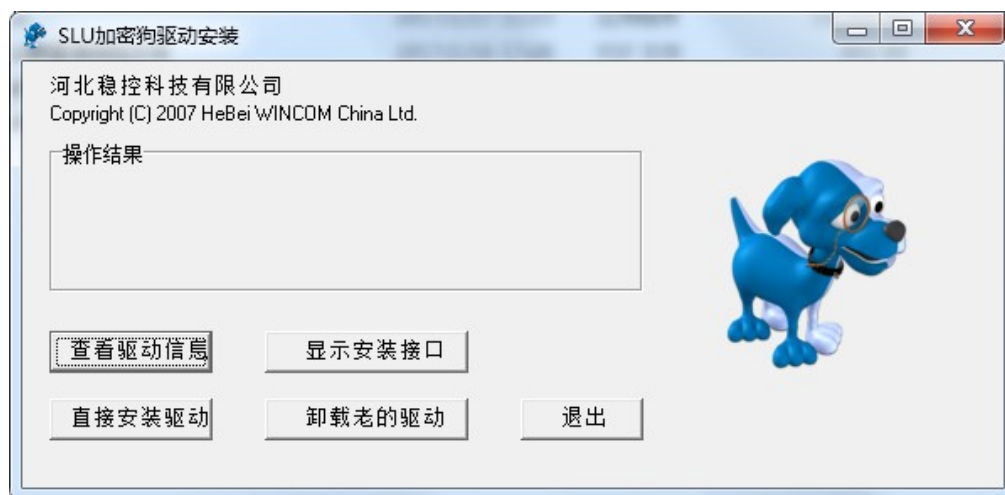 SLU加密狗驱动安装
河北稳控科技有限公司
Copyright (C) 2007 HeBei WINCOM China Ltd.
操作结果
查看驱动信息
显示安装接口
直接安装驱动
卸载老的驱动
退出